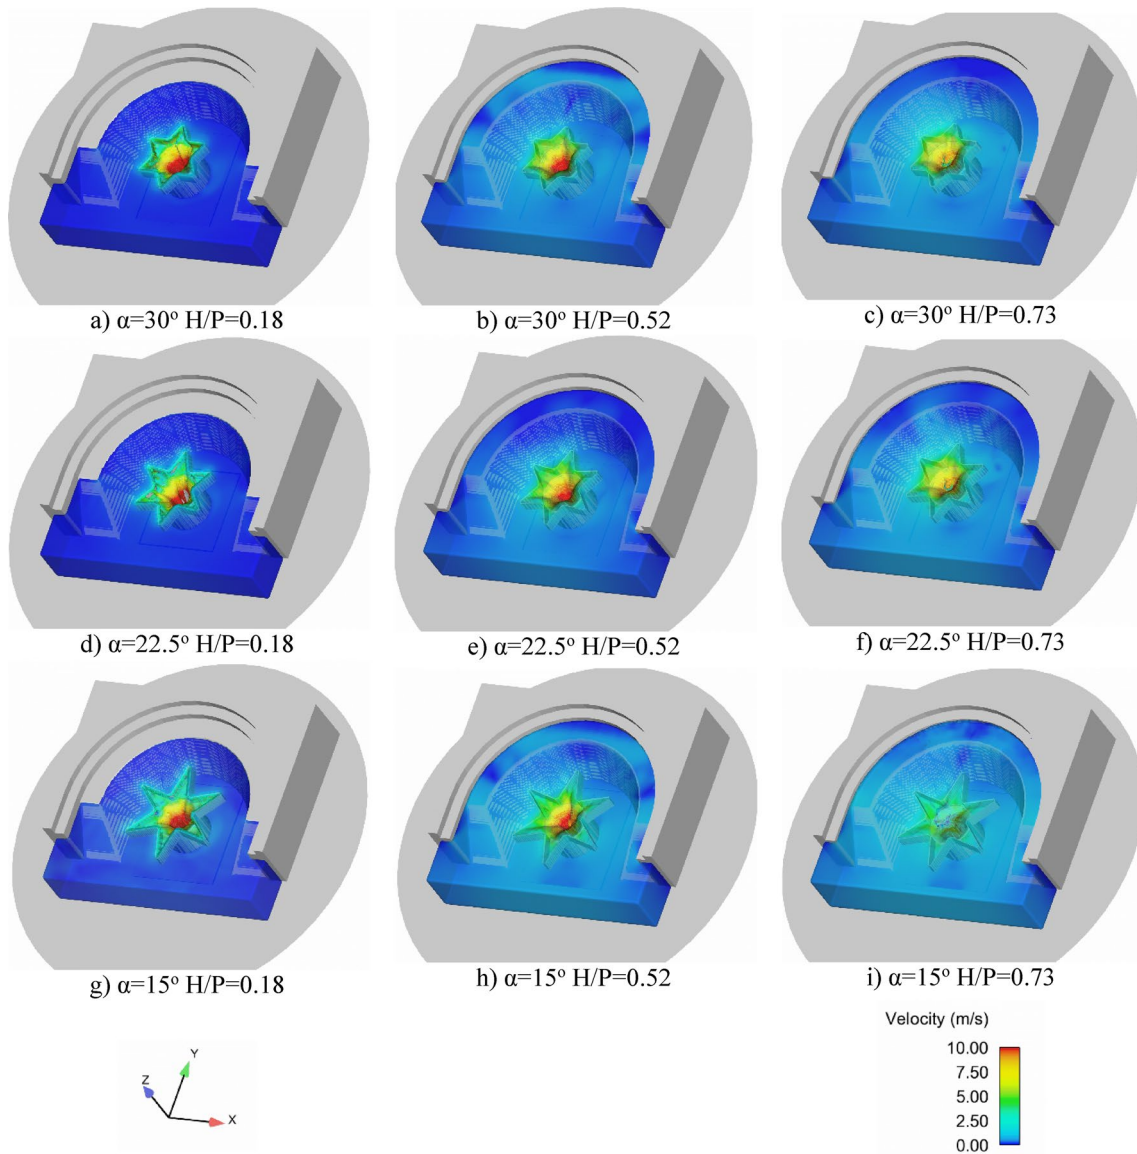 a) α=30° H/P=0.18
b) α=30° H/P=0.52
c) α=30° H/P=0.73
d) α=22.5° H/P=0.18
e) α=22.5° H/P=0.52
f) α=22.5° H/P=0.73
g) α=15° H/P=0.18
h) α=15° H/P=0.52
i) α=15° H/P=0.73
Y
Z
X
Velocity (m/s)
10.00
7.50
5.00
2.50
0.00